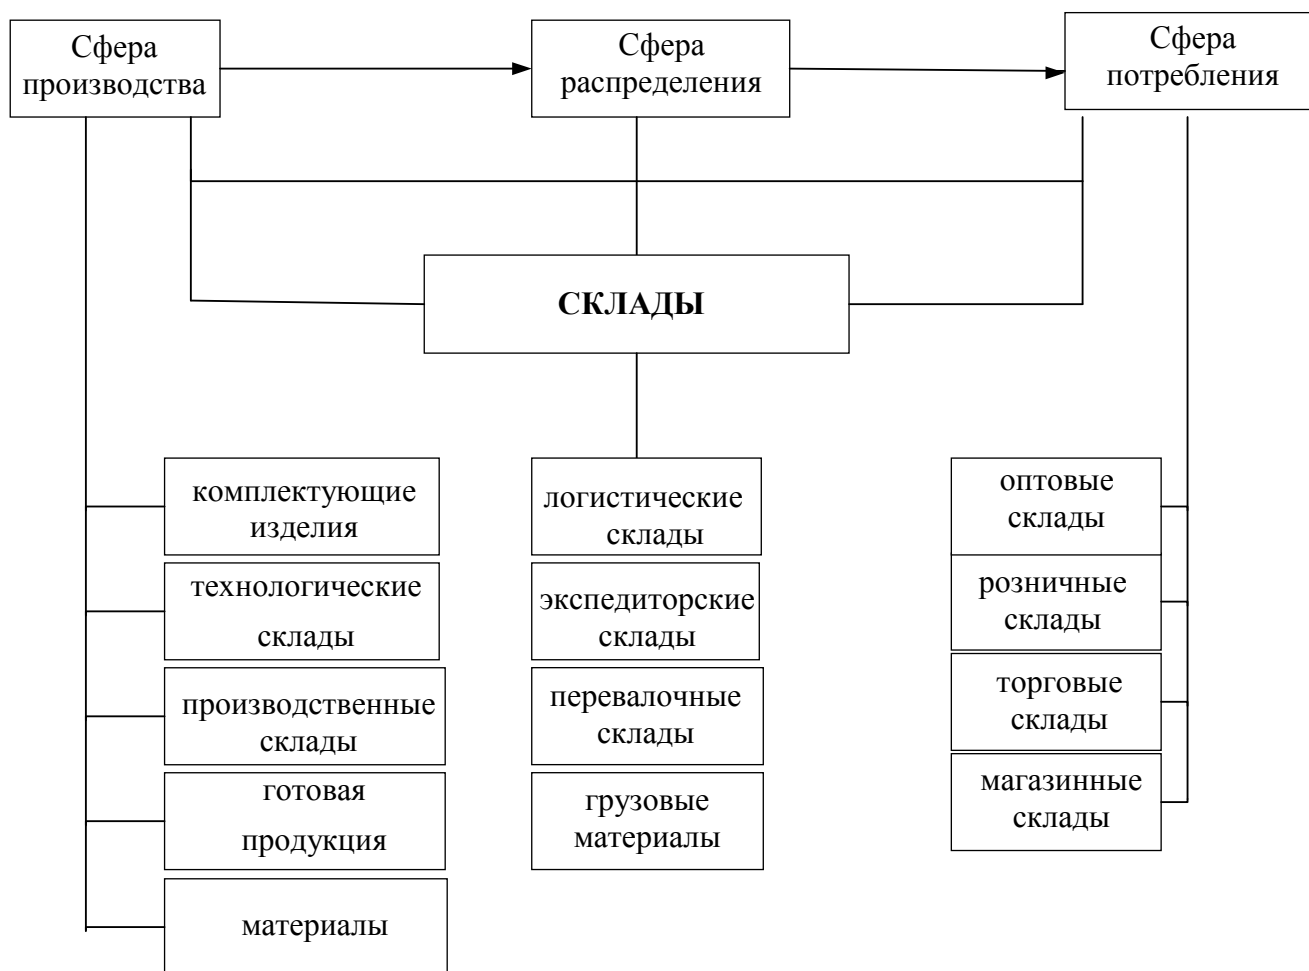 Сфера
производства
Сфера
распределения
Сфера
потребления
СКЛАДЫ
комплектующие
изделия
технологические
склады
производственные
склады
готовая
продукция
материалы
логистические
склады
экспедиторские
склады
перевалочные
склады
грузовые
материалы
оптовые
склады
розничные
склады
торговые
склады
магазинные
склады